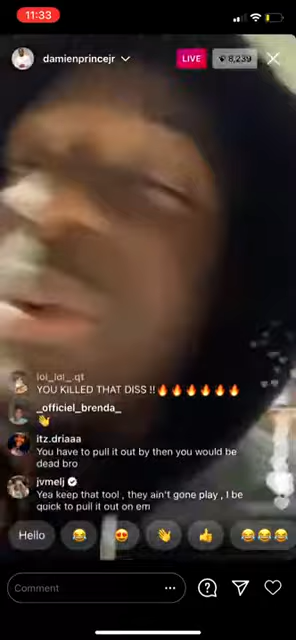 11:33
damienprincejr
LIVE
8,239
lol_lol_.qt
YOU KILLED THAT DISS !!🔥🔥🔥🔥🔥🔥
_officiel_brenda_
👋
itz.driaaa
You have to pull it out by then you would be
dead bro
jvmelj
Yea keep that tool , they ain't gone play , I be
quick to pull it out on em
Hello 😂 😍 👋 👍 😂😂😂
Comment